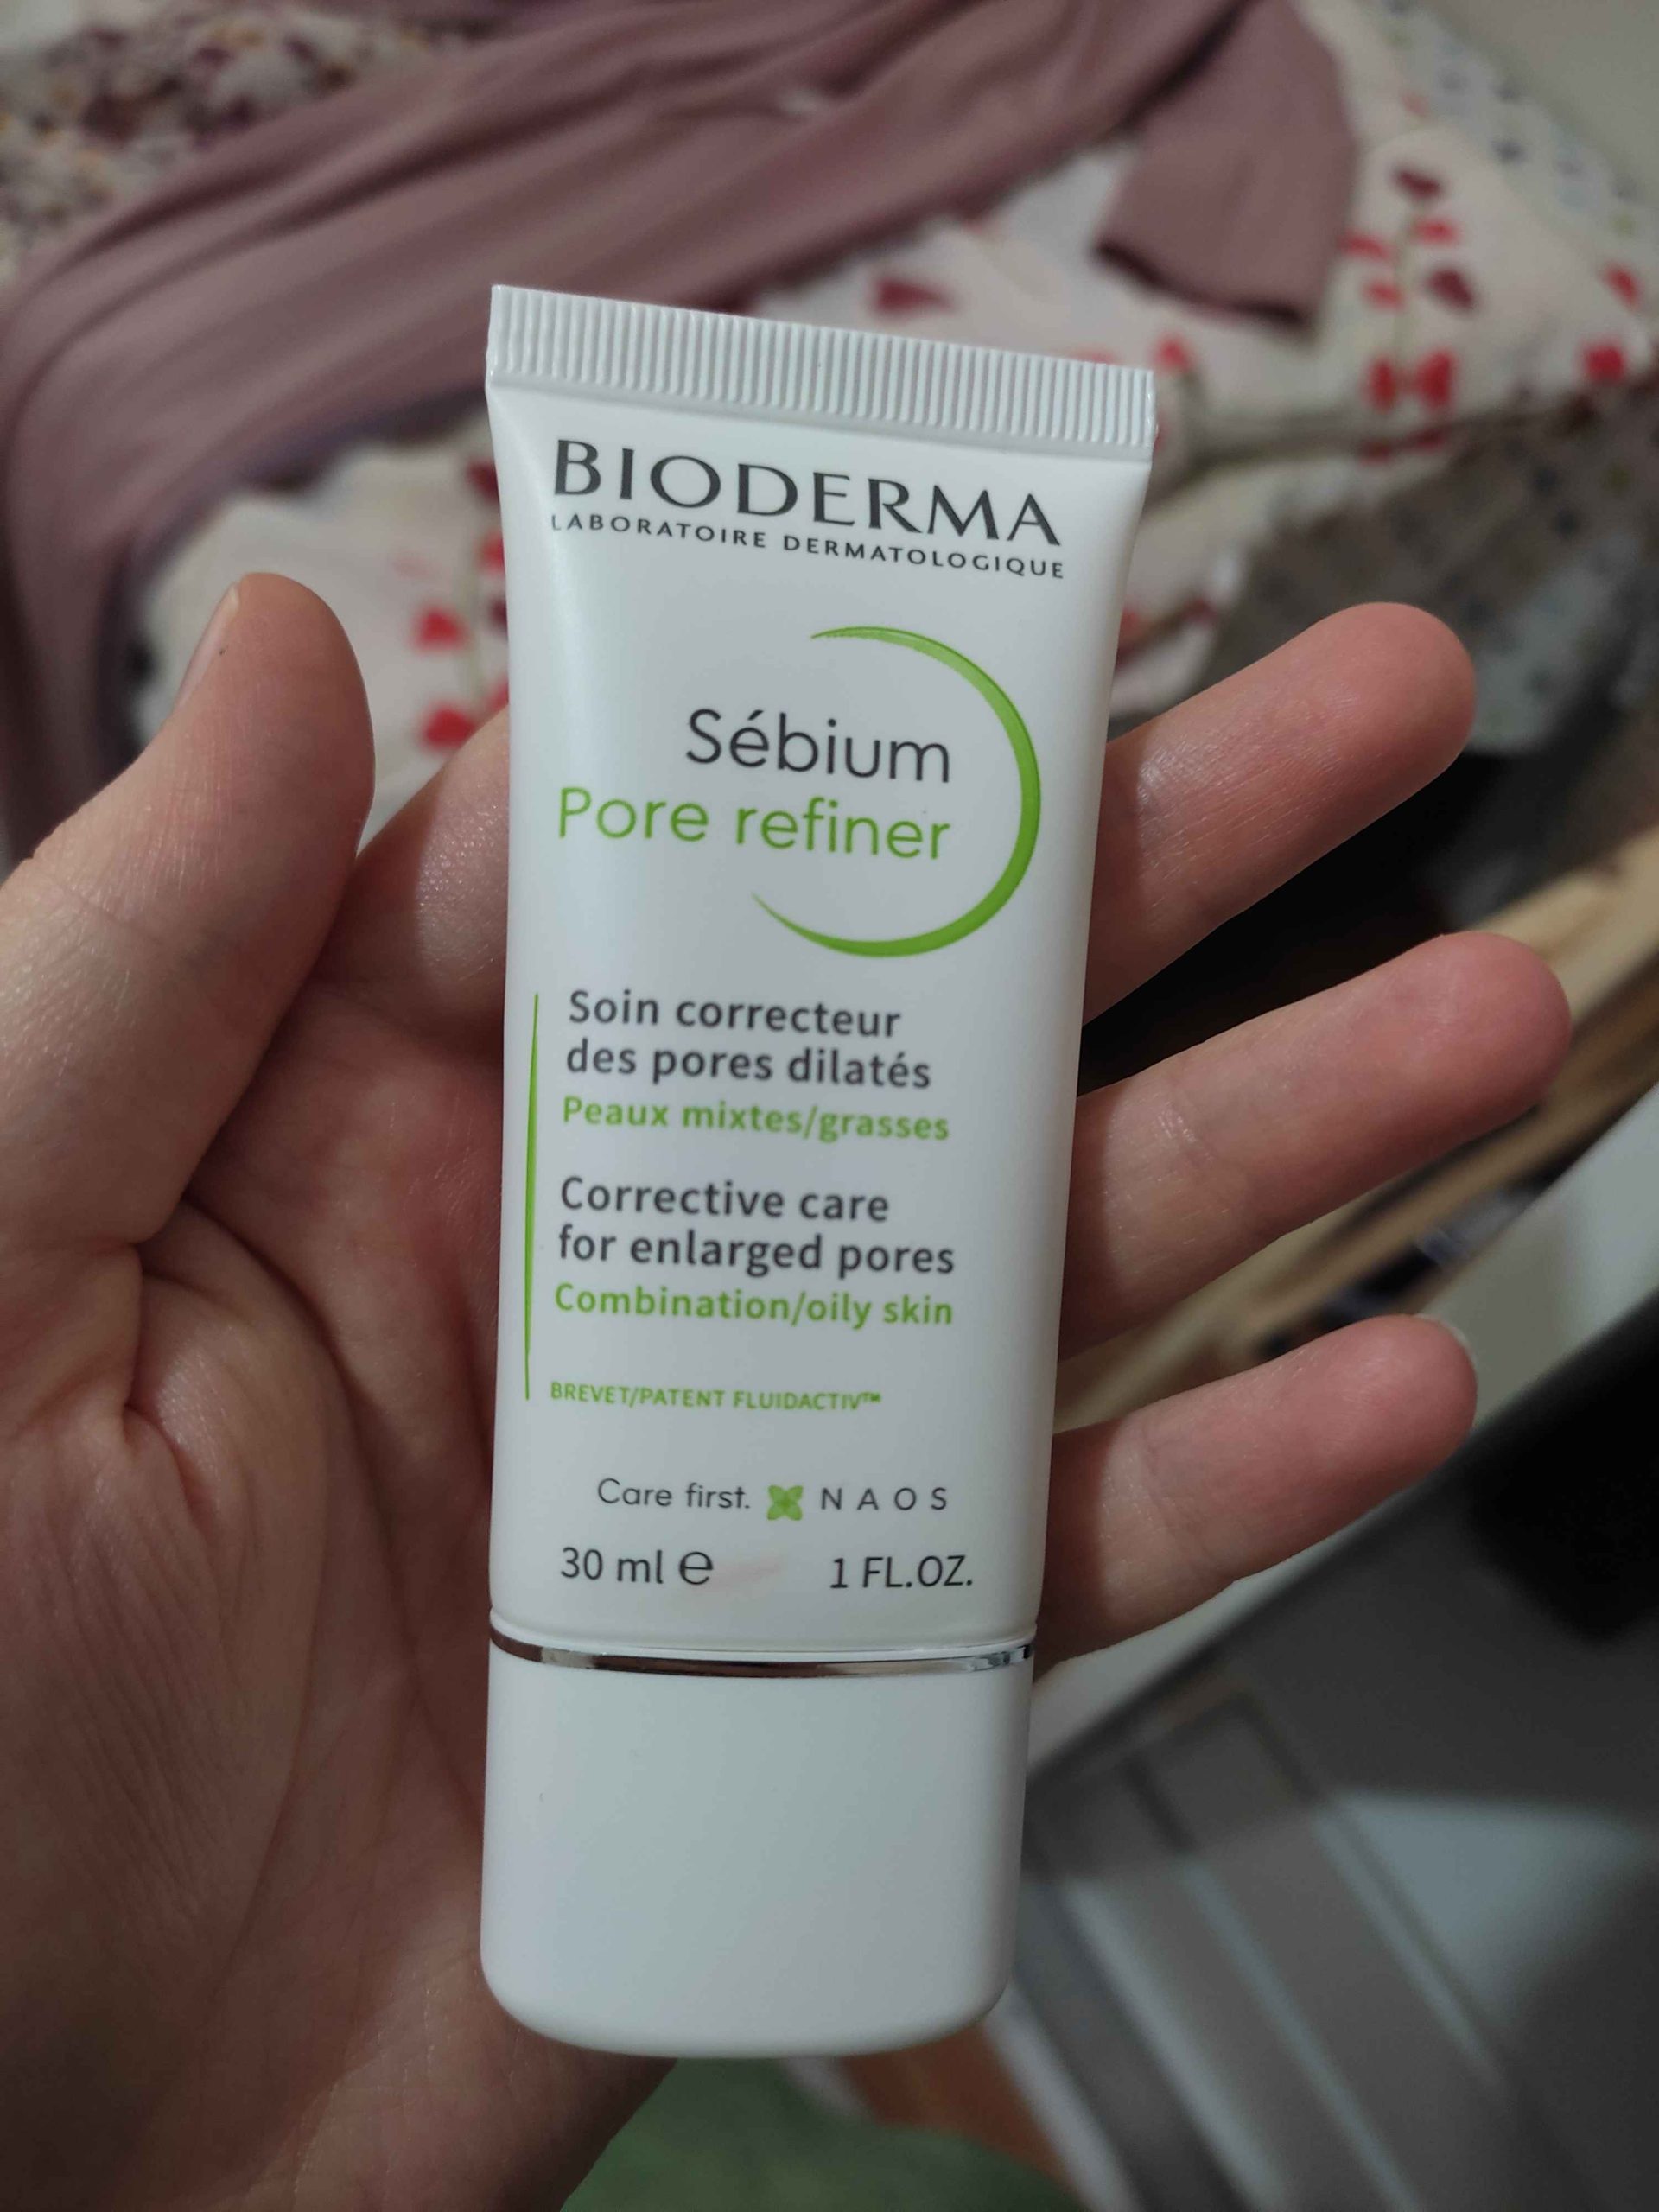 BIODERMA
LABORATOIRE DERMATOLOGIQUE
Sébium
Pore refiner
Soin correcteur
des pores dilatés
Peaux mixtes/grasses
Corrective care
for enlarged pores
Combination/oily skin
BREVET/PATENT FLUIDACTIV™
Care first. NAOS
30 ml ℮ 1 FL.OZ.